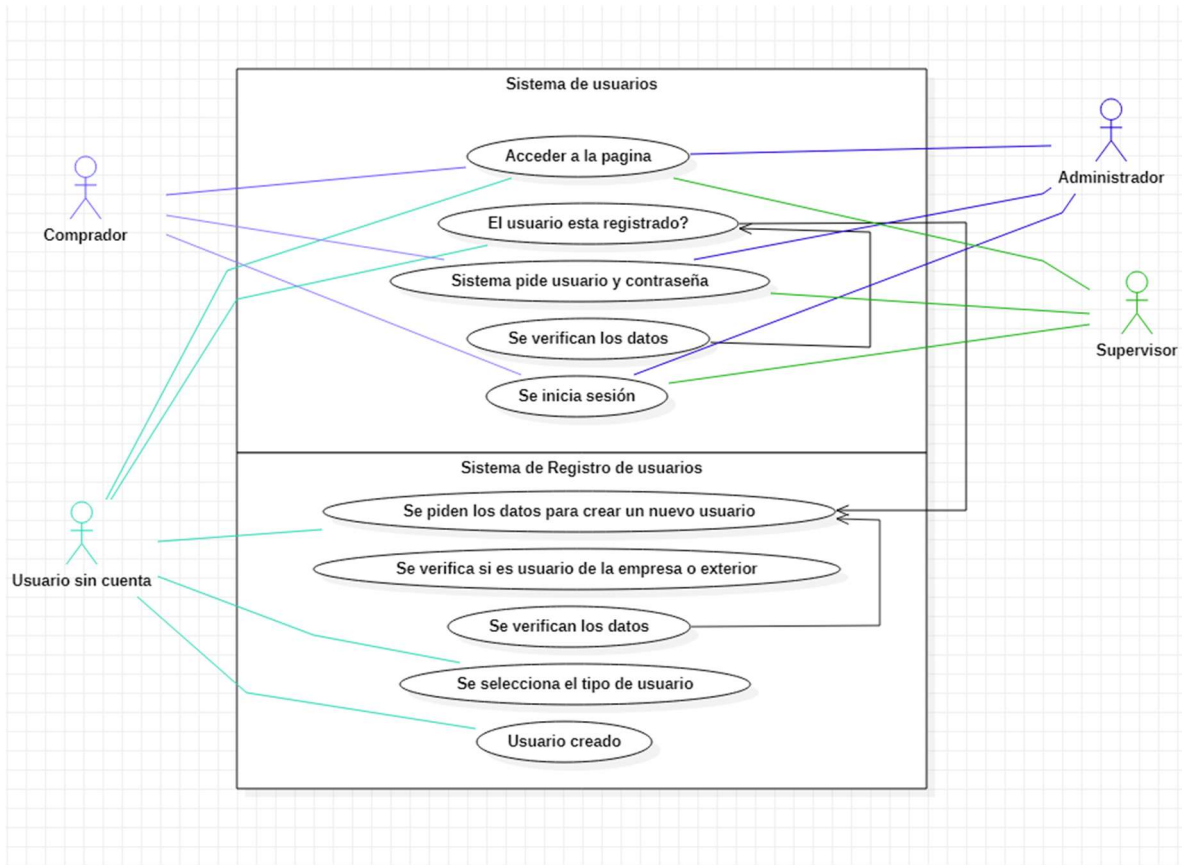 Sistema de usuarios
Acceder a la pagina
Administrador
Comprador
El usuario esta registrado?
Sistema pide usuario y contraseña
Se verifican los datos
Supervisor
Se inicia sesión
Sistema de Registro de usuarios
Se piden los datos para crear un nuevo usuario
Se verifica si es usuario de la empresa o exterior
Usuario sin cuenta
Se verifican los datos
Se selecciona el tipo de usuario
Usuario creado